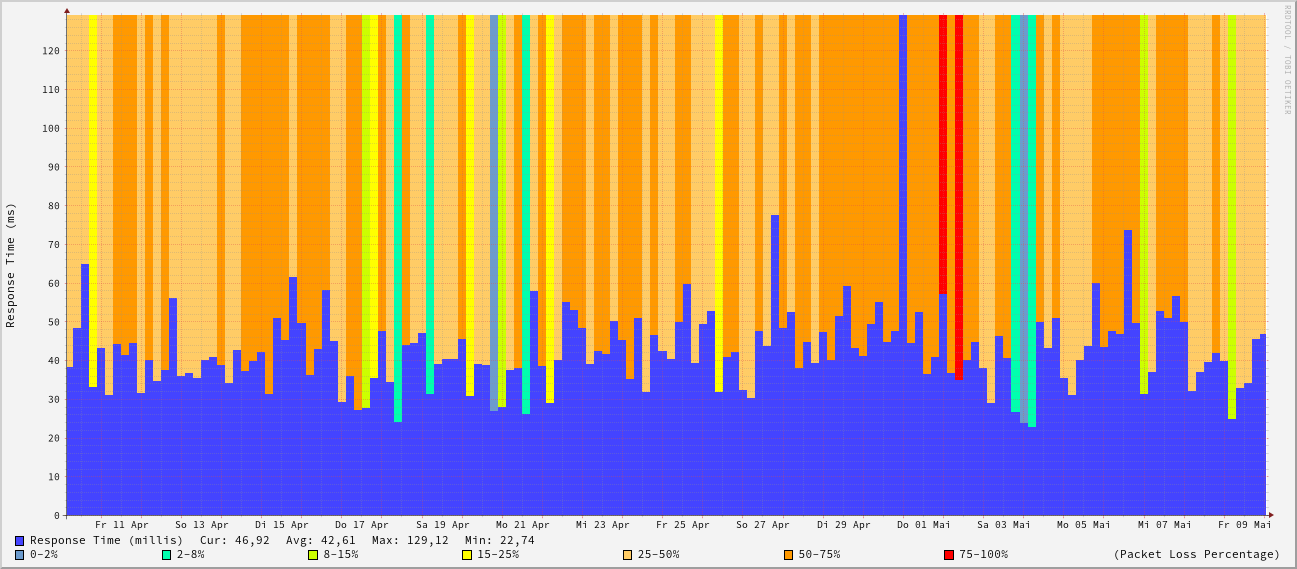 RRDTOOL / TOBI OETIKER
Response Time (ms)
120
110
100
90
80
70
60
50
40
30
20
10
0
Fr 11 Apr So 13 Apr Di 15 Apr Do 17 Apr Sa 19 Apr Mo 21 Apr Mi 23 Apr Fr 25 Apr So 27 Apr Di 29 Apr Do 01 Mai Sa 03 Mai Mo 05 Mai Mi 07 Mai Fr 09 Mai
Response Time (millis) Cur: 46,92 Avg: 42,61 Max: 129,12 Min: 22,74
0-2% 2-8% 8-15% 15-25% 25-50% 50-75% 75-100% (Packet Loss Percentage)